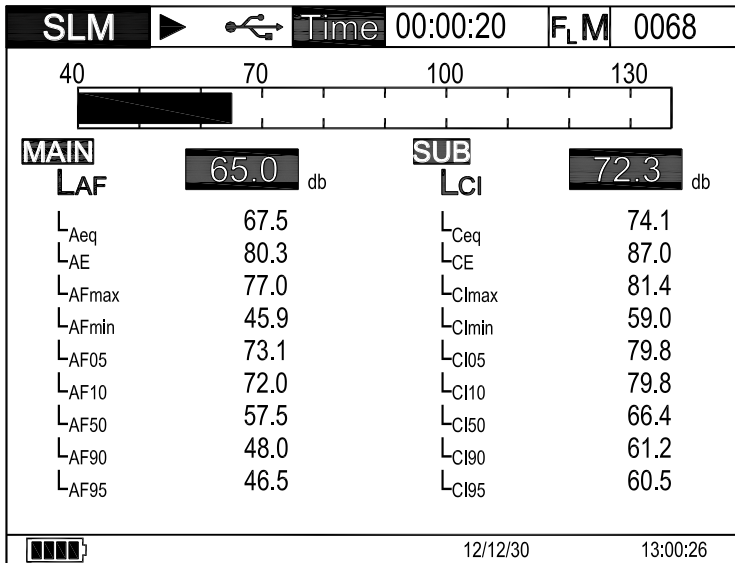 SLM Time 00:00:20 FL M 0068
40 70 100 130
MAIN SUB
LAF 65.0 db LCI 72.3 db
LAeq 67.5 LCeq 74.1
LAE 80.3 LCE 87.0
LAFmax 77.0 LCImax 81.4
LAFmin 45.9 LCImin 59.0
LAF05 73.1 LCI05 79.8
LAF10 72.0 LCI10 79.8
LAF50 57.5 LCI50 66.4
LAF90 48.0 LCI90 61.2
LAF95 46.5 LCI95 60.5
12/12/30 13:00:26